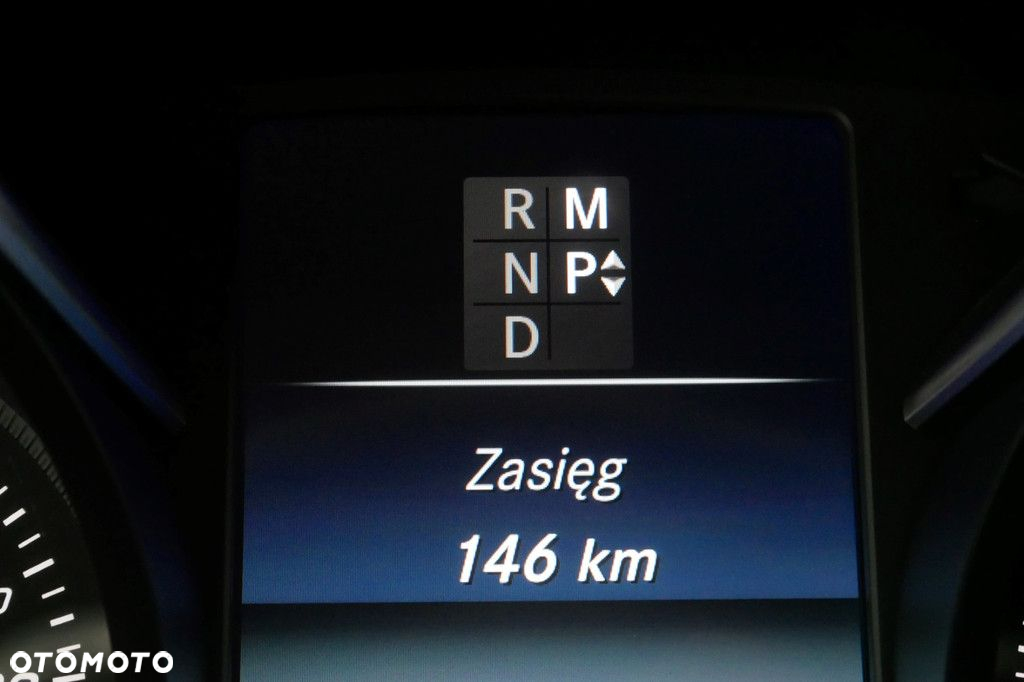 R M
N P
D
Zasięg
146 km
OTOMOTO